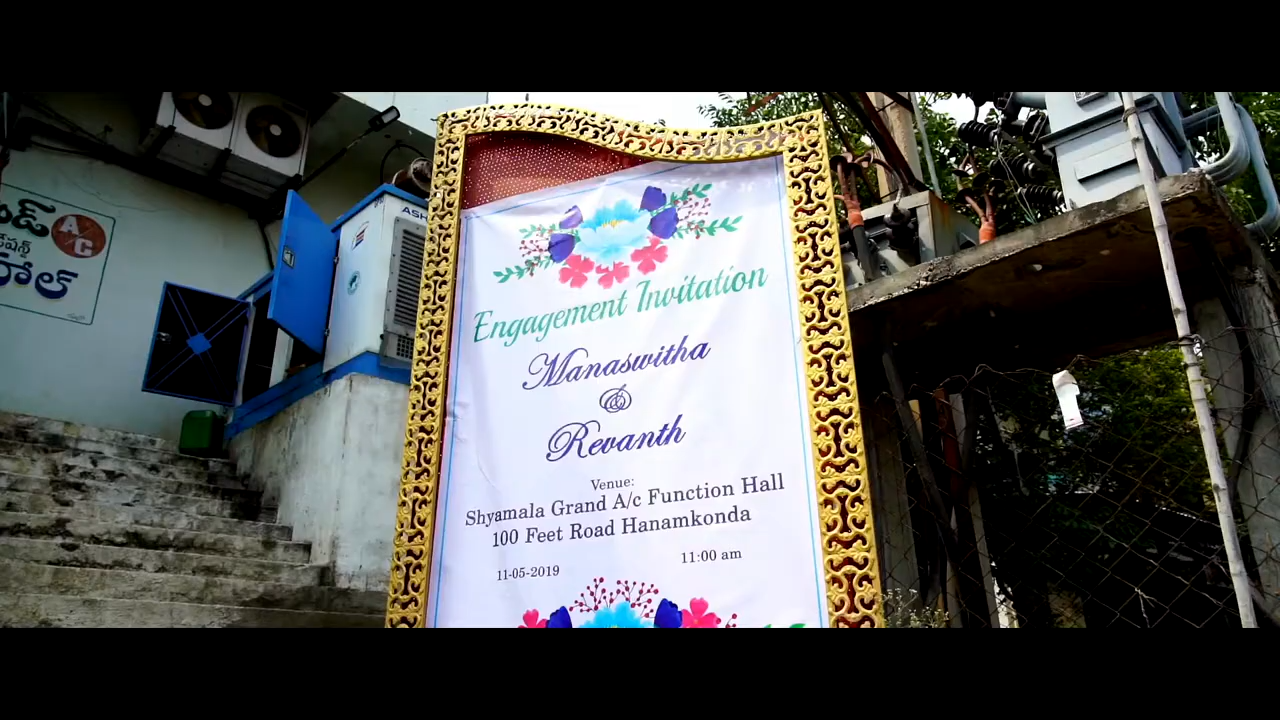 ండ్
A/C
హాల్
ASH
Engagement Invitation
Manaswitha
&
Revanth
Venue:
Shyamala Grand A/c Function Hall
100 Feet Road Hanamkonda
11-05-2019 11:00 am